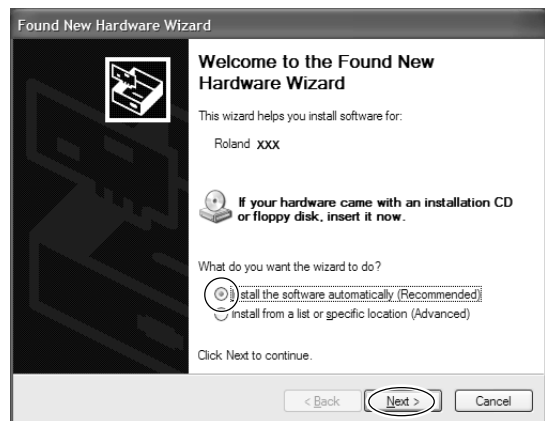 Found New Hardware Wizard
Welcome to the Found New
Hardware Wizard
This wizard helps you install software for:
Roland XXX
If your hardware came with an installation CD
or floppy disk, insert it now.
What do you want the wizard to do?
Install the software automatically (Recommended)
Install from a list or specific location (Advanced)
Click Next to continue.
< Back
Next >
Cancel